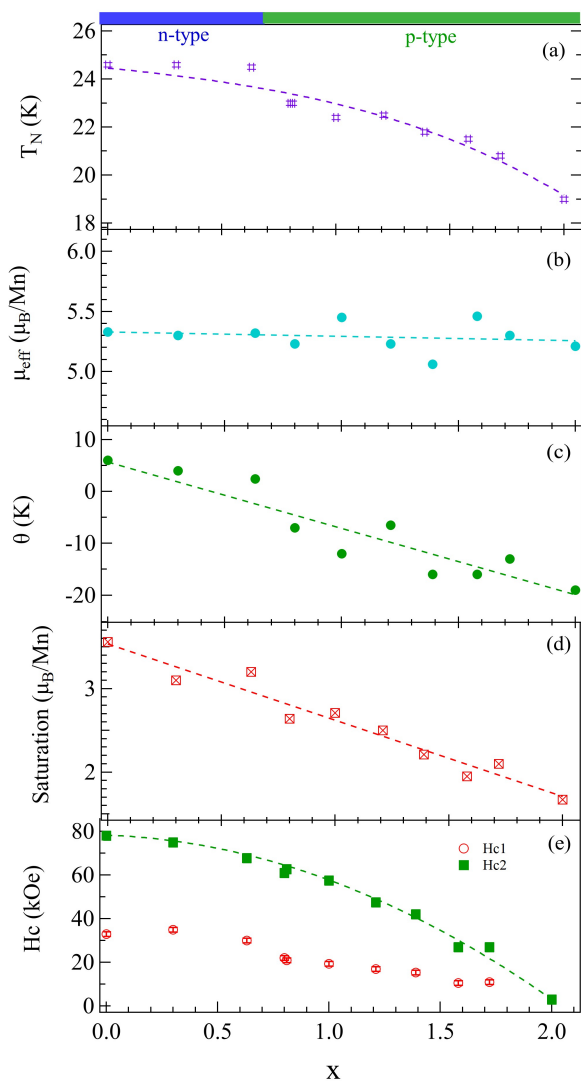 n-type
p-type
(a)
26
24
22
20
18
T_N (K)
(b)
6.0
5.0
μ_eff (μ_B/Mn)
(c)
10
0
-10
-20
θ (K)
(d)
3
2
Saturation (μ_B/Mn)
(e)
80
60
40
20
0
Hc (kOe)
Hc1
Hc2
0.0 0.5 1.0 1.5 2.0
x